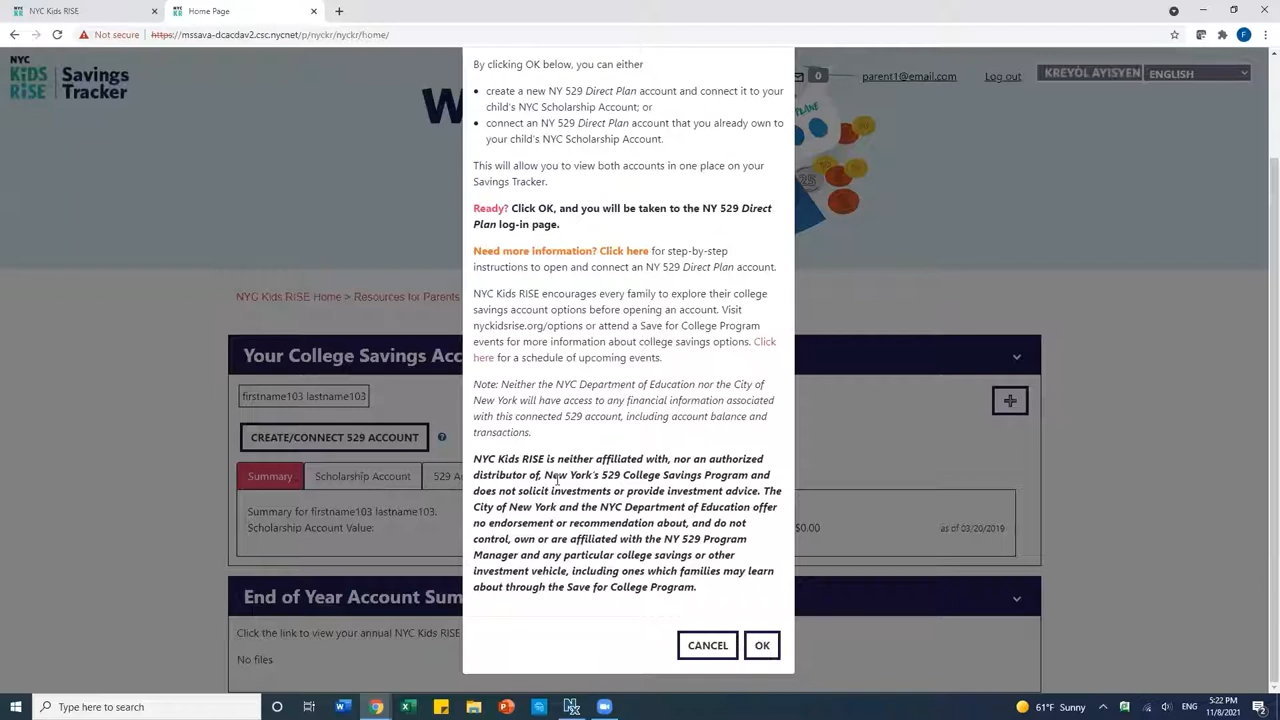 NYC Kids RISE
Home Page
Not secure
https://mssava-dcacdav2.csc.nycnet/p/nyckr/nyckr/home/
F
NYC
KiDS
RiSE
Savings
Tracker
W
0
parent1@email.com
Log out
KREYÒL AYISYEN
ENGLISH
25
By clicking OK below, you can either
create a new NY 529 Direct Plan account and connect it to your
child's NYC Scholarship Account; or
connect an NY 529 Direct Plan account that you already own to
your child's NYC Scholarship Account.
This will allow you to view both accounts in one place on your
Savings Tracker.
Ready? Click OK, and you will be taken to the NY 529 Direct
Plan log-in page.
Need more information? Click here for step-by-step
instructions to open and connect an NY 529 Direct Plan account.
NYC Kids RISE encourages every family to explore their college
savings account options before opening an account. Visit
nyckidsrise.org/options or attend a Save for College Program
events for more information about college savings options. Click
here for a schedule of upcoming events.
Note: Neither the NYC Department of Education nor the City of
New York will have access to any financial information associated
with this connected 529 account, including account balance and
transactions.
NYC Kids RISE is neither affiliated with, nor an authorized
distributor of, New York's 529 College Savings Program and
does not solicit investments or provide investment advice. The
City of New York and the NYC Department of Education offer
no endorsement or recommendation about, and do not
control, own or are affiliated with the NY 529 Program
Manager and any particular college savings or other
investment vehicle, including ones which families may learn
about through the Save for College Program.
CANCEL
OK
NYC Kids RISE Home > Resources for Parents
Your College Savings Acc
firstname103 lastname103
CREATE/CONNECT 529 ACCOUNT
Summary
Scholarship Account
529 A
Summary for firstname103 lastname103.
Scholarship Account Value:
$0.00
as of 03/20/2019
End of Year Account Sum
Click the link to view your annual NYC Kids RISE
No files
Type here to search
61°F Sunny
5:22 PM
11/8/2021
2